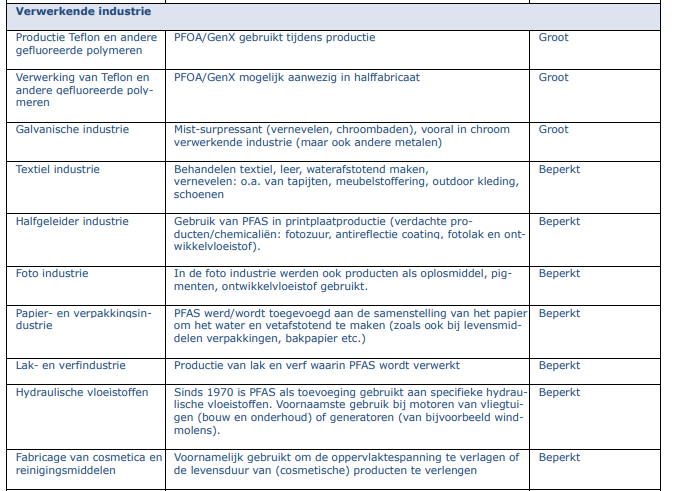 Verwerkende industrie
Productie Teflon en andere
gefluoreerde polymeren
PFOA/GenX gebruikt tijdens productie
Groot
Verwerking van Teflon en
andere gefluoreerde poly-
meren
PFOA/GenX mogelijk aanwezig in halffabricaat
Groot
Galvanische industrie
Mist-surpressant (vernevelen, chroombaden), vooral in chroom
verwerkende industrie (maar ook andere metalen)
Groot
Textiel industrie
Behandelen textiel, leer, waterafstotend maken,
vernevelen: o.a. van tapijten, meubelstoffering, outdoor kleding,
schoenen
Beperkt
Halfgeleider industrie
Gebruik van PFAS in printplaatproductie (verdachte pro-
ducten/chemicaliën: fotozuur, antireflectie coating, fotolak en ont-
wikkelvloeistof).
Beperkt
Foto industrie
In de foto industrie werden ook producten als oplosmiddel, pig-
menten, ontwikkelvloeistof gebruikt.
Beperkt
Papier- en verpakkingsin-
dustrie
PFAS werd/wordt toegevoegd aan de samenstelling van het papier
om het water en vetafstotend te maken (zoals ook bij levensmid-
delen verpakkingen, bakpapier etc.)
Beperkt
Lak- en verfindustrie
Productie van lak en verf waarin PFAS wordt verwerkt
Beperkt
Hydraulische vloeistoffen
Sinds 1970 is PFAS als toevoeging gebruikt aan specifieke hydrau-
lische vloeistoffen. Voornaamste gebruik bij motoren van vliegtui-
gen (bouw en onderhoud) of generatoren (van bijvoorbeeld wind-
molens).
Beperkt
Fabricage van cosmetica en
reinigingsmiddelen
Voornamelijk gebruikt om de oppervlaktespanning te verlagen of
de levensduur van (cosmetische) producten te verlengen
Beperkt